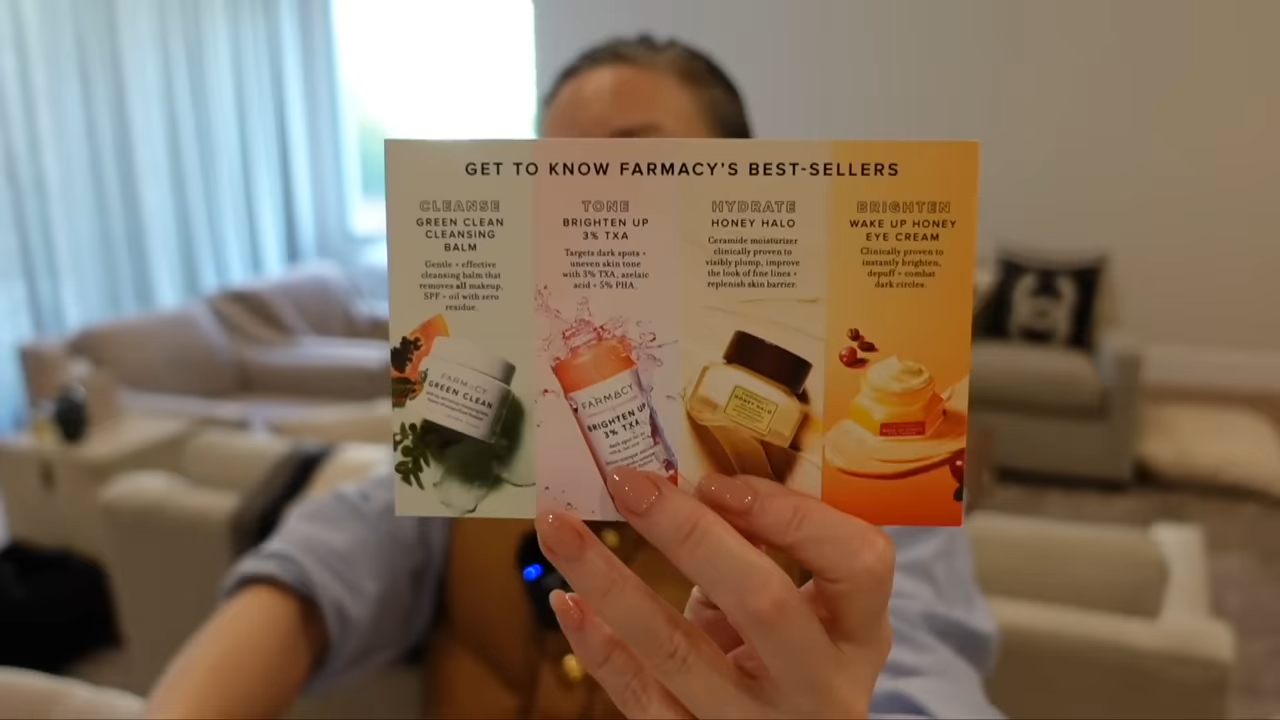 GET TO KNOW FARMACY'S BEST-SELLERS
CLEANSE
GREEN CLEAN
CLEANSING
BALM
Gentle + effective
cleansing balm that
removes all makeup,
SPF + oil with zero
residue.
FARMACY
GREEN CLEAN
TONE
BRIGHTEN UP
3% TXA
Targets dark spots +
uneven skin tone
with 3% TXA, azelaic
acid + 5% PHA.
FARMACY
BRIGHTEN UP
3% TXA
HYDRATE
HONEY HALO
Ceramide moisturizer
clinically proven to
visibly plump, improve
the look of fine lines +
replenish skin barrier.
FARMACY
HONEY HALO
BRIGHTEN
WAKE UP HONEY
EYE CREAM
Clinically proven to
instantly brighten,
depuff + combat
dark circles.